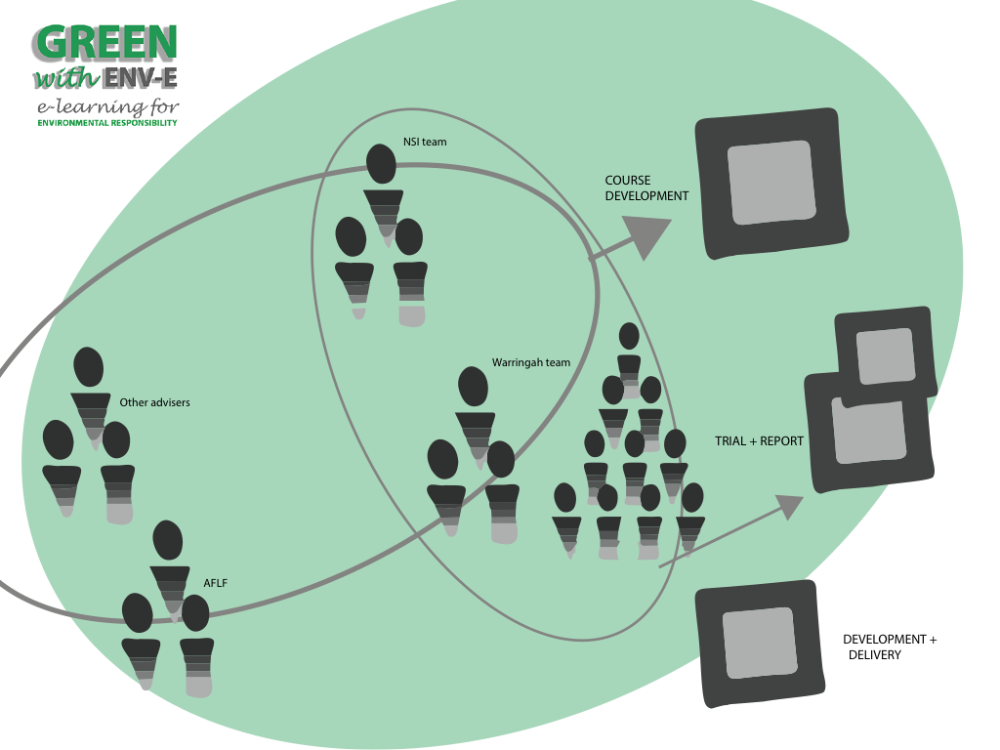 GREEN
with ENV-E
e-learning for
ENVIRONMENTAL RESPONSIBILITY
NSI team
COURSE
DEVELOPMENT
Warringah team
Other advisers
TRIAL + REPORT
AFLF
DEVELOPMENT +
DELIVERY